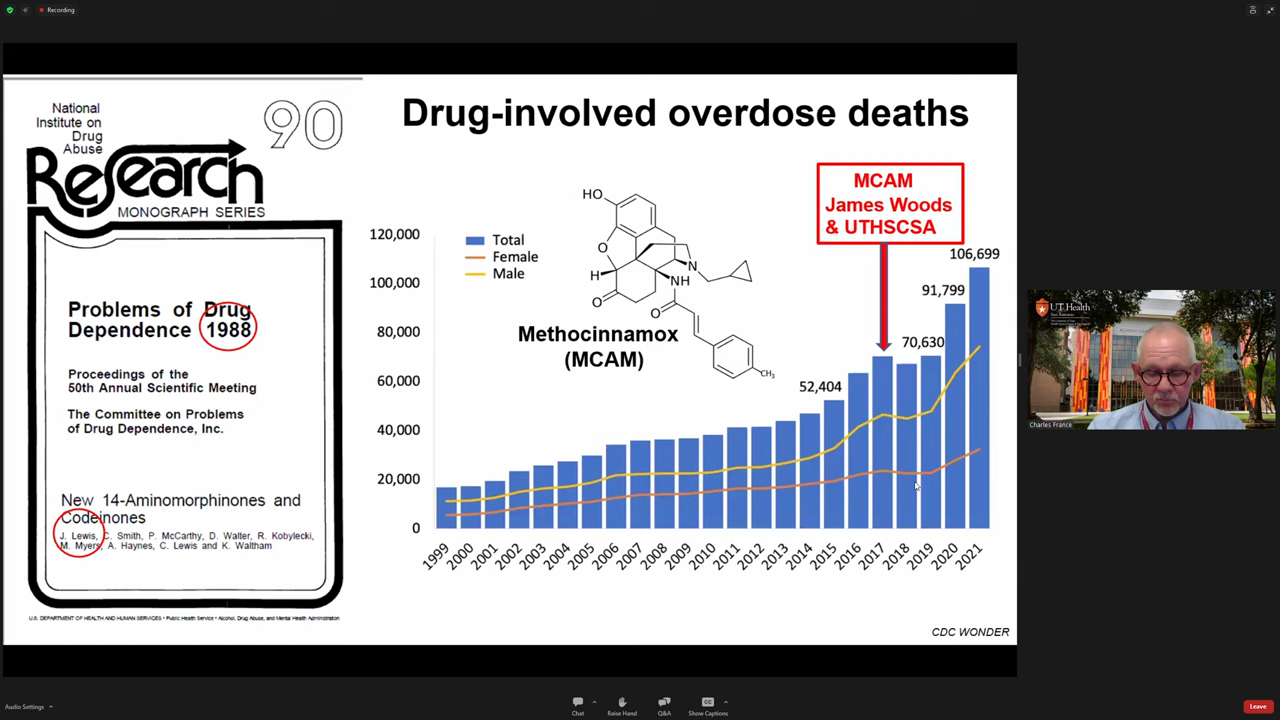 Recording
National
Institute on
Drug
Abuse
90
Research
MONOGRAPH SERIES
Problems of Drug
Dependence 1988
Proceedings of the
50th Annual Scientific Meeting
The Committee on Problems
of Drug Dependence, Inc.
New 14-Aminomorphinones and
Codeinones
J. Lewis, C. Smith, P. McCarthy, D. Walter, R. Kobylecki,
M. Myers, A. Haynes, C. Lewis and K. Waltham
U.S. DEPARTMENT OF HEALTH AND HUMAN SERVICES • Public Health Service • Alcohol, Drug Abuse, and Mental Health Administration
Drug-involved overdose deaths
MCAM
James Woods
& UTHSCSA
HO
O
H
N
NH
O
O
CH3
Methocinnamox
(MCAM)
Total
Female
Male
120,000
100,000
80,000
60,000
40,000
20,000
0
52,404
70,630
91,799
106,699
1999
2000
2001
2002
2003
2004
2005
2006
2007
2008
2009
2010
2011
2012
2013
2014
2015
2016
2017
2018
2019
2020
2021
CDC WONDER
UT Health
San Antonio
Charles France
Audio Settings
Chat
Raise Hand
Q&A
CC
Show Captions
Leave